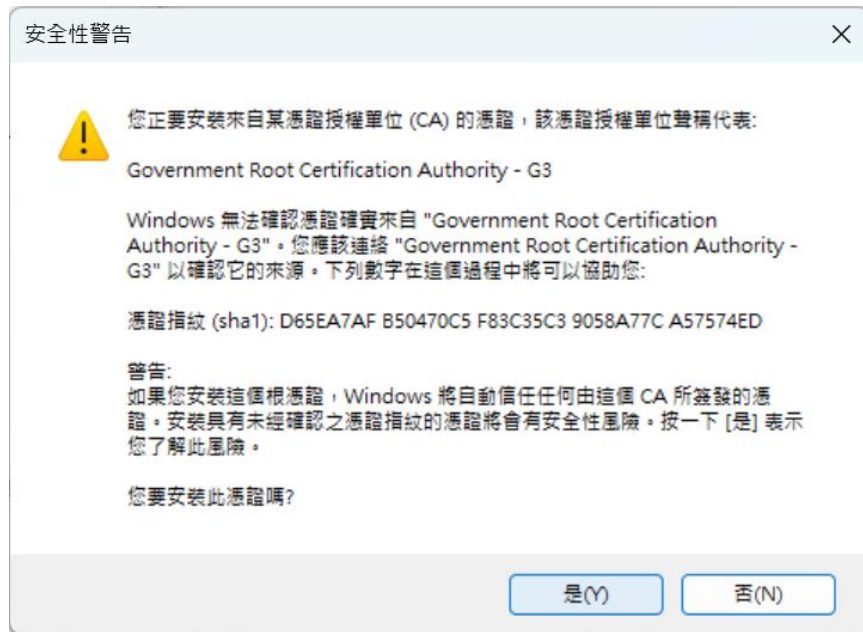 安全性警告
您正要安裝來自某憑證授權單位 (CA) 的憑證，該憑證授權單位聲稱代表:
Government Root Certification Authority - G3
Windows 無法確認憑證確實來自 "Government Root Certification
Authority - G3"。您應該連絡 "Government Root Certification Authority -
G3" 以確認它的來源。下列數字在這個過程中將可以協助您:
憑證指紋 (sha1): D65EA7AF B50470C5 F83C35C3 9058A77C A57574ED
警告:
如果您安裝這個根憑證，Windows 將自動信任任何由這個 CA 所簽發的憑
證。安裝具有未經確認之憑證指紋的憑證將會有安全性風險。按一下 [是] 表示
您了解此風險。
您要安裝此憑證嗎?
是(Y)
否(N)